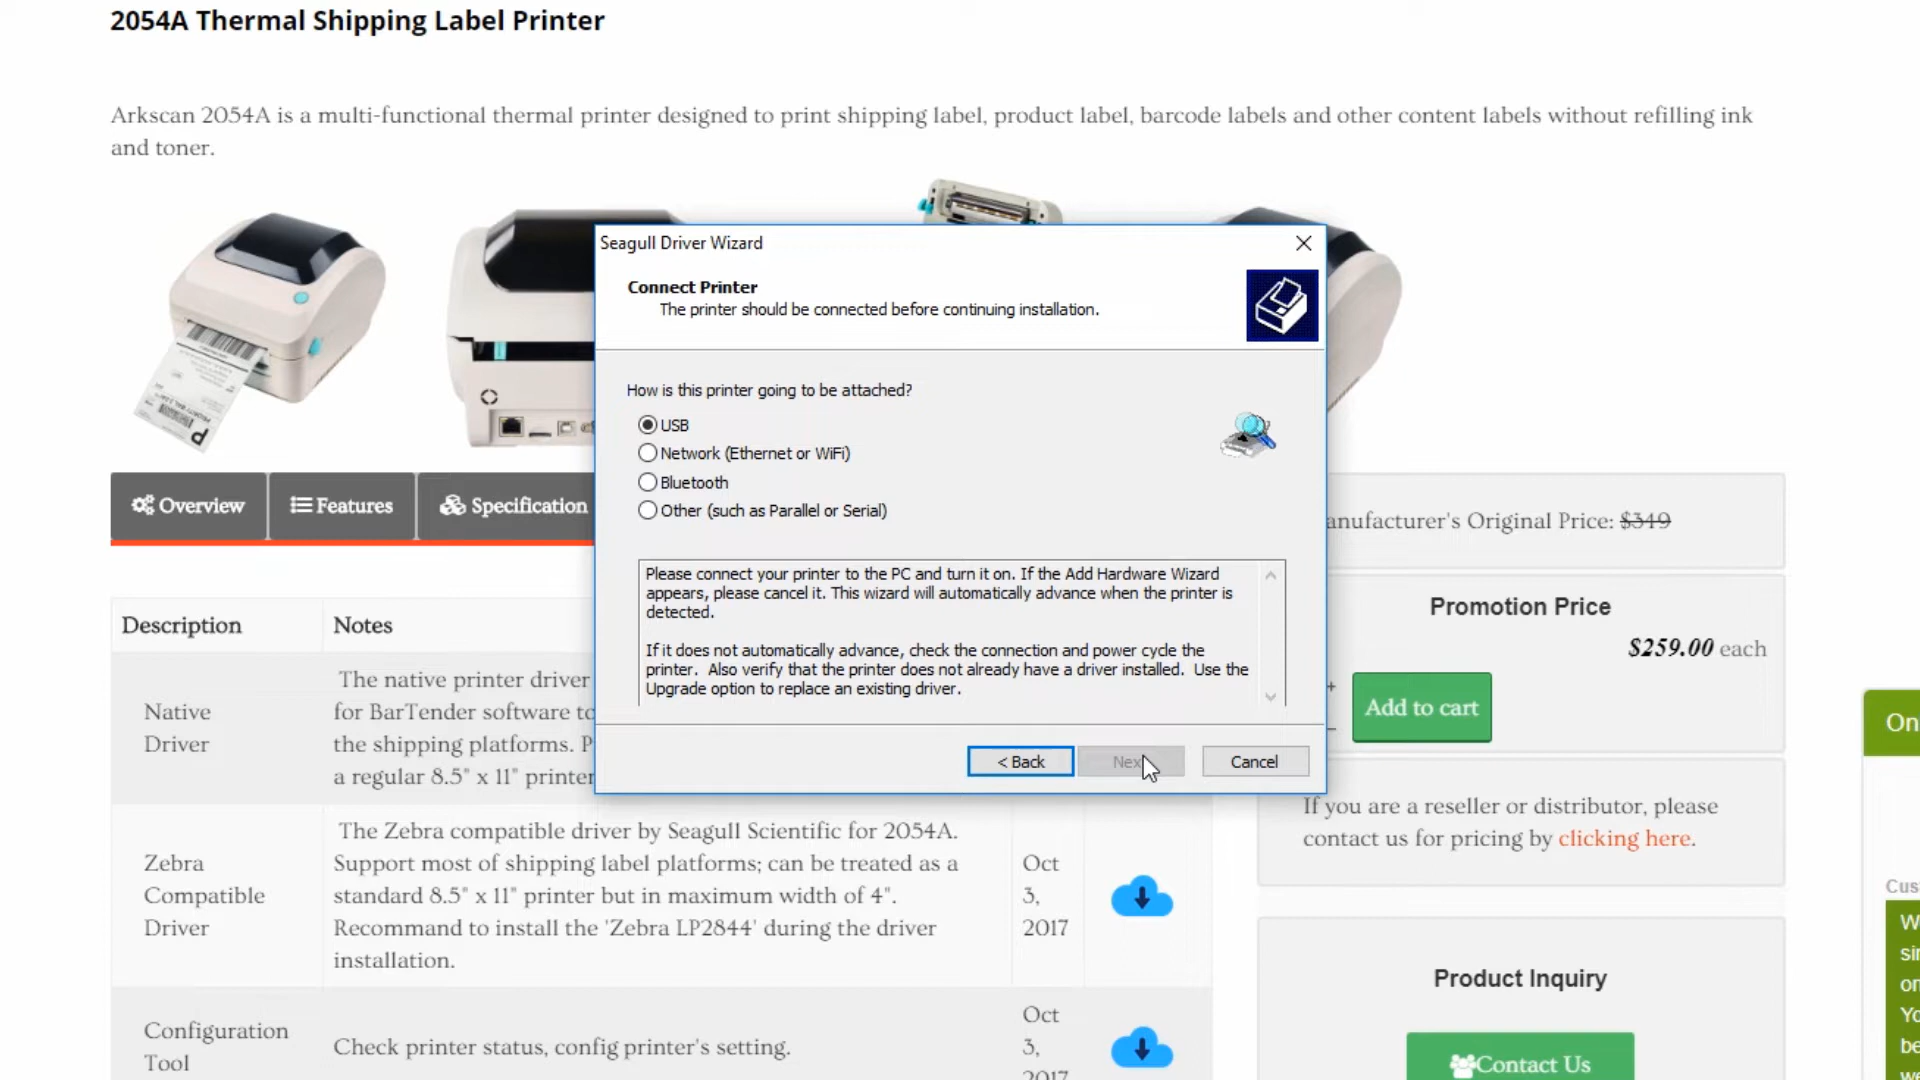 2054A Thermal Shipping Label Printer
Arkscan 2054A is a multi-functional thermal printer designed to print shipping label, product label, barcode labels and other content labels without refilling ink
and toner.
Seagull Driver Wizard
Connect Printer
The printer should be connected before continuing installation.
How is this printer going to be attached?
USB
Network (Ethernet or WiFi)
Bluetooth
Other (such as Parallel or Serial)
Please connect your printer to the PC and turn it on. If the Add Hardware Wizard
appears, please cancel it. This wizard will automatically advance when the printer is
detected.
If it does not automatically advance, check the connection and power cycle the
printer. Also verify that the printer does not already have a driver installed. Use the
Upgrade option to replace an existing driver.
< Back
Cancel
Overview
Features
Specification
Description
Notes
Native
Driver
The native printer driver
for BarTender software to
the shipping platforms.
a regular 8.5" x 11" printer
Zebra
Compatible
Driver
The Zebra compatible driver by Seagull Scientific for 2054A.
Support most of shipping label platforms; can be treated as a
standard 8.5" x 11" printer but in maximum width of 4".
Recommand to install the 'Zebra LP2844' during the driver
installation.
Oct
3,
2017
Configuration
Tool
Check printer status, config printer's setting.
Oct
3,
2017
anufacturer's Original Price: $349
Promotion Price
$259.00 each
+
Add to cart
If you are a reseller or distributor, please
contact us for pricing by clicking here.
Product Inquiry
Contact Us
On
Cus